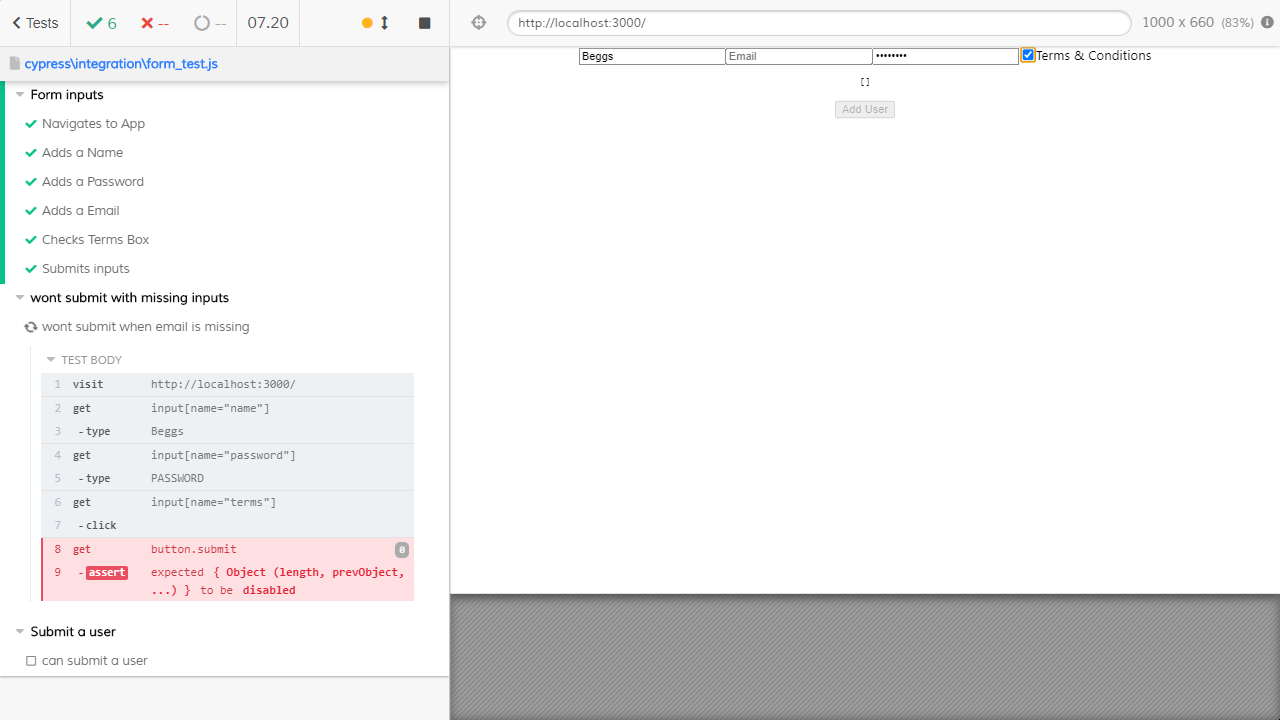 Tests 6 -- -- 07.20 http://localhost:3000/ 1000 x 660 (83%)
cypress\integration\form_test.js
Form inputs
Navigates to App
Adds a Name
Adds a Password
Adds a Email
Checks Terms Box
Submits inputs
wont submit with missing inputs
wont submit when email is missing
TEST BODY
1 visit http://localhost:3000/
2 get input[name="name"]
3 -type Beggs
4 get input[name="password"]
5 -type PASSWORD
6 get input[name="terms"]
7 -click
8 get button.submit 0
9 -assert expected { Object (length, prevObject,
...) } to be disabled
Submit a user
can submit a user
Beggs Email •••••••• Terms & Conditions
[]
Add User